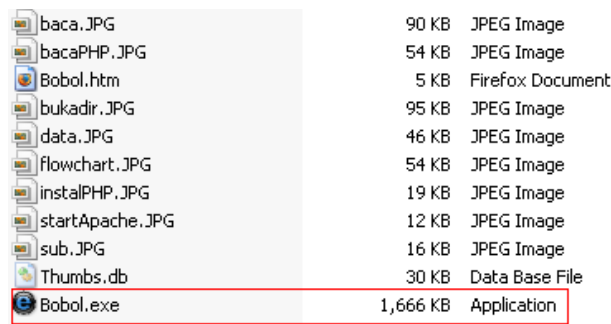 baca.JPG 90 KB JPEG Image
bacaPHP.JPG 54 KB JPEG Image
Bobol.htm 5 KB Firefox Document
bukadir.JPG 95 KB JPEG Image
data.JPG 46 KB JPEG Image
flowchart.JPG 54 KB JPEG Image
instalPHP.JPG 19 KB JPEG Image
startApache.JPG 12 KB JPEG Image
sub.JPG 16 KB JPEG Image
Thumbs.db 30 KB Data Base File
Bobol.exe 1,666 KB Application